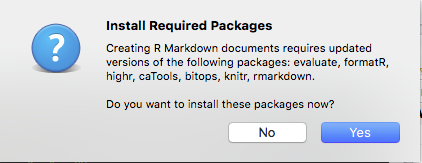 Install Required Packages
Creating R Markdown documents requires updated
versions of the following packages: evaluate, formatR,
highr, caTools, bitops, knitr, rmarkdown.
Do you want to install these packages now?
No Yes